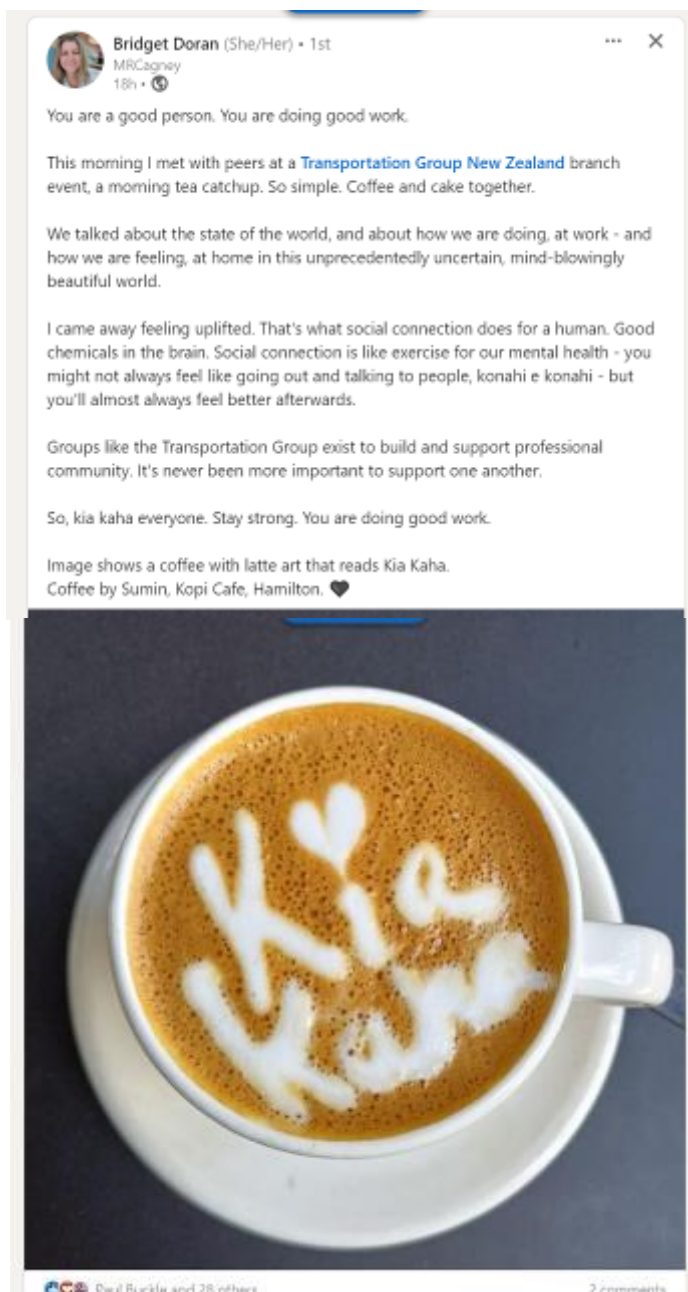 Bridget Doran (She/Her) • 1st
MRCagney
18h •
You are a good person. You are doing good work.
This morning I met with peers at a Transportation Group New Zealand branch
event, a morning tea catchup. So simple. Coffee and cake together.
We talked about the state of the world, and about how we are doing, at work - and
how we are feeling, at home in this unprecedentedly uncertain, mind-blowingly
beautiful world.
I came away feeling uplifted. That's what social connection does for a human. Good
chemicals in the brain. Social connection is like exercise for our mental health - you
might not always feel like going out and talking to people, konahi e konahi - but
you'll almost always feel better afterwards.
Groups like the Transportation Group exist to build and support professional
community. It's never been more important to support one another.
So, kia kaha everyone. Stay strong. You are doing good work.
Image shows a coffee with latte art that reads Kia Kaha.
Coffee by Sumin, Kopi Cafe, Hamilton. 🖤
Kia
Kaha
Paul Buckle and 28 others
2 comments